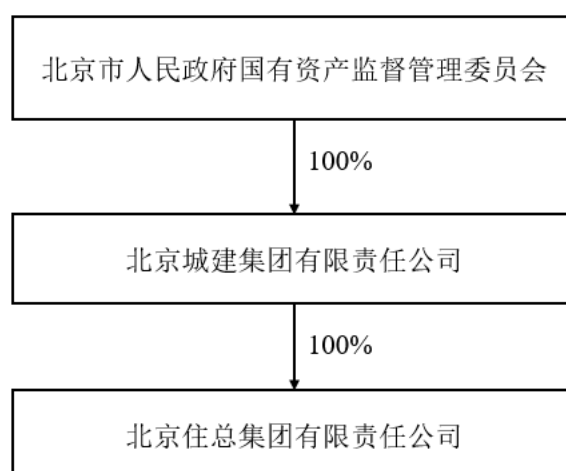 北京市人民政府国有资产监督管理委员会
100%
北京城建集团有限责任公司
100%
北京住总集团有限责任公司